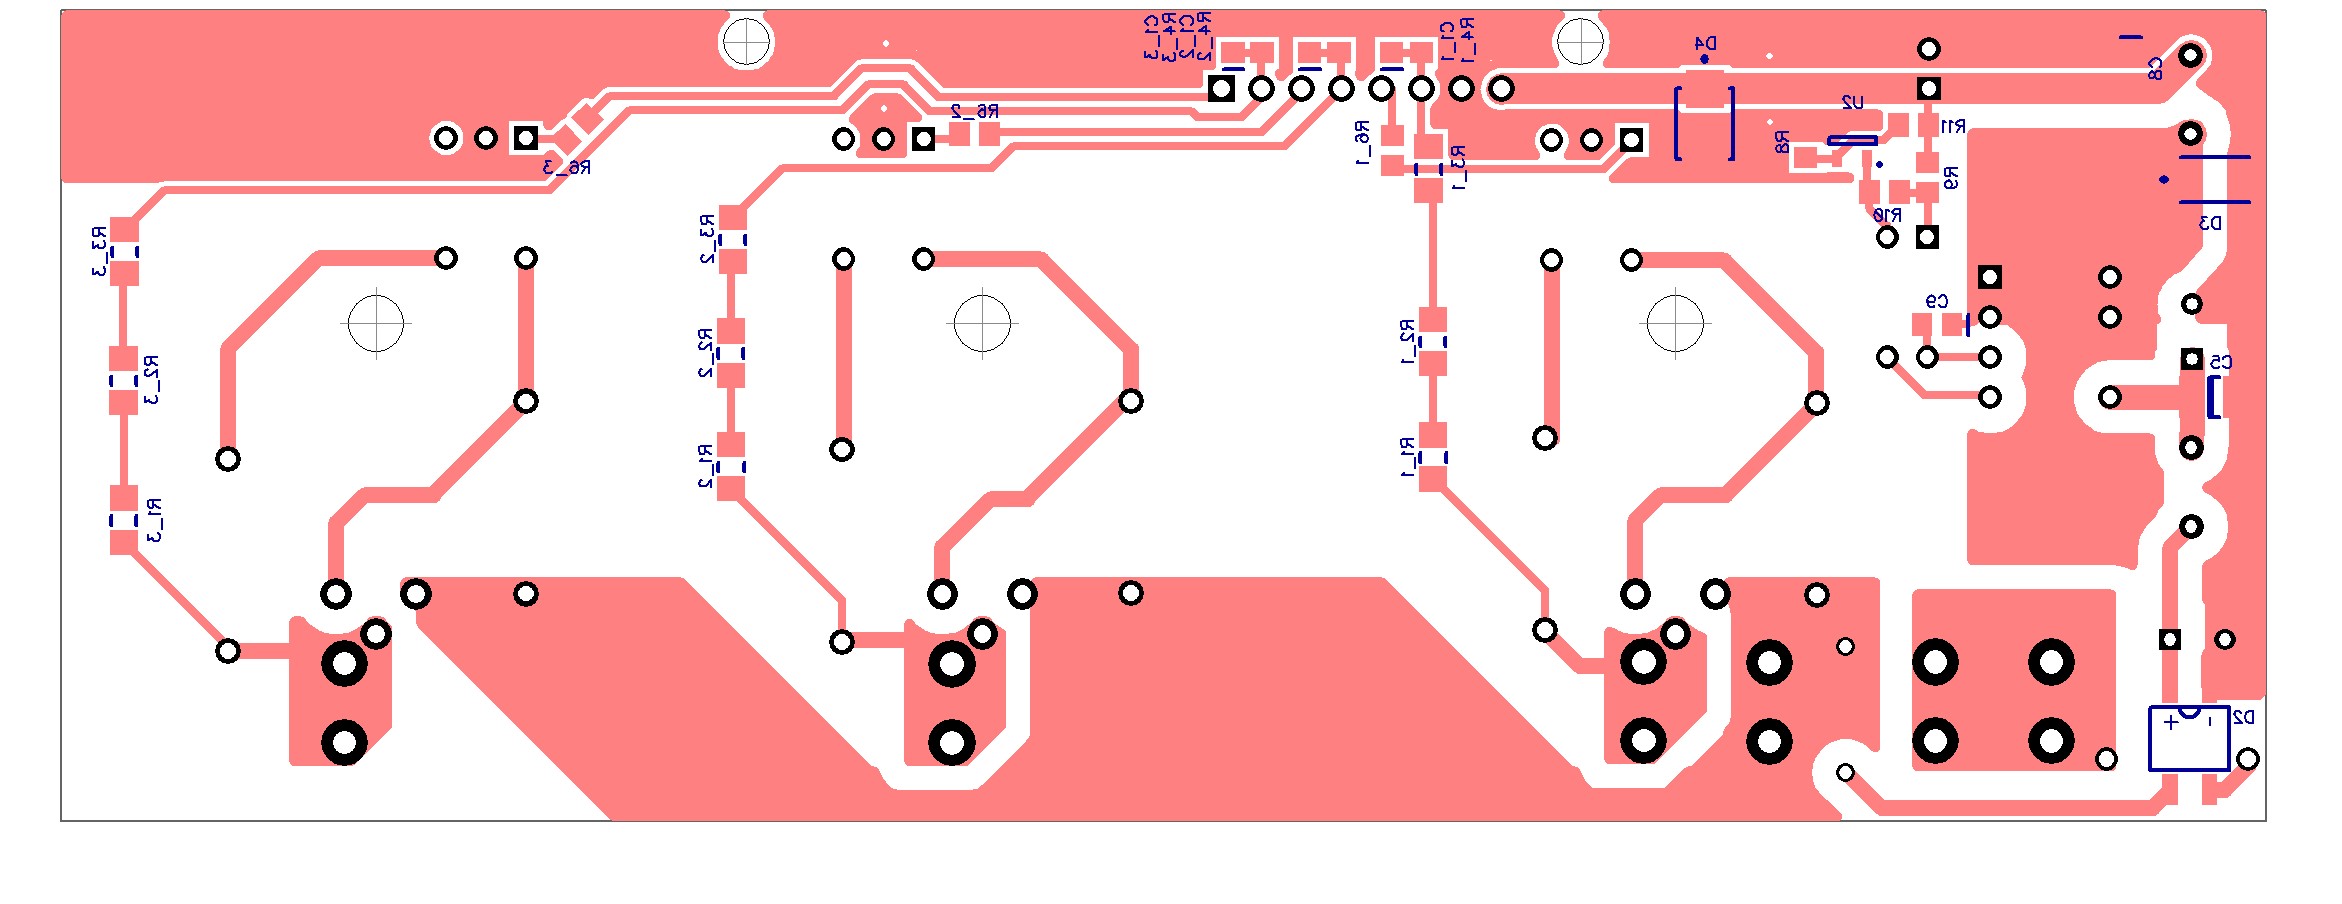 C1_3
R4_3
C1_2
R4_2
C1_1
R4_1
D4
C8
U2
R6_2
R6_1
R8
R11
R6_3
R3_1
R9
R10
D3
R3_3
R3_2
C9
R2_3
R2_2
R2_1
C5
R1_3
R1_2
R1_1
D2
+ -